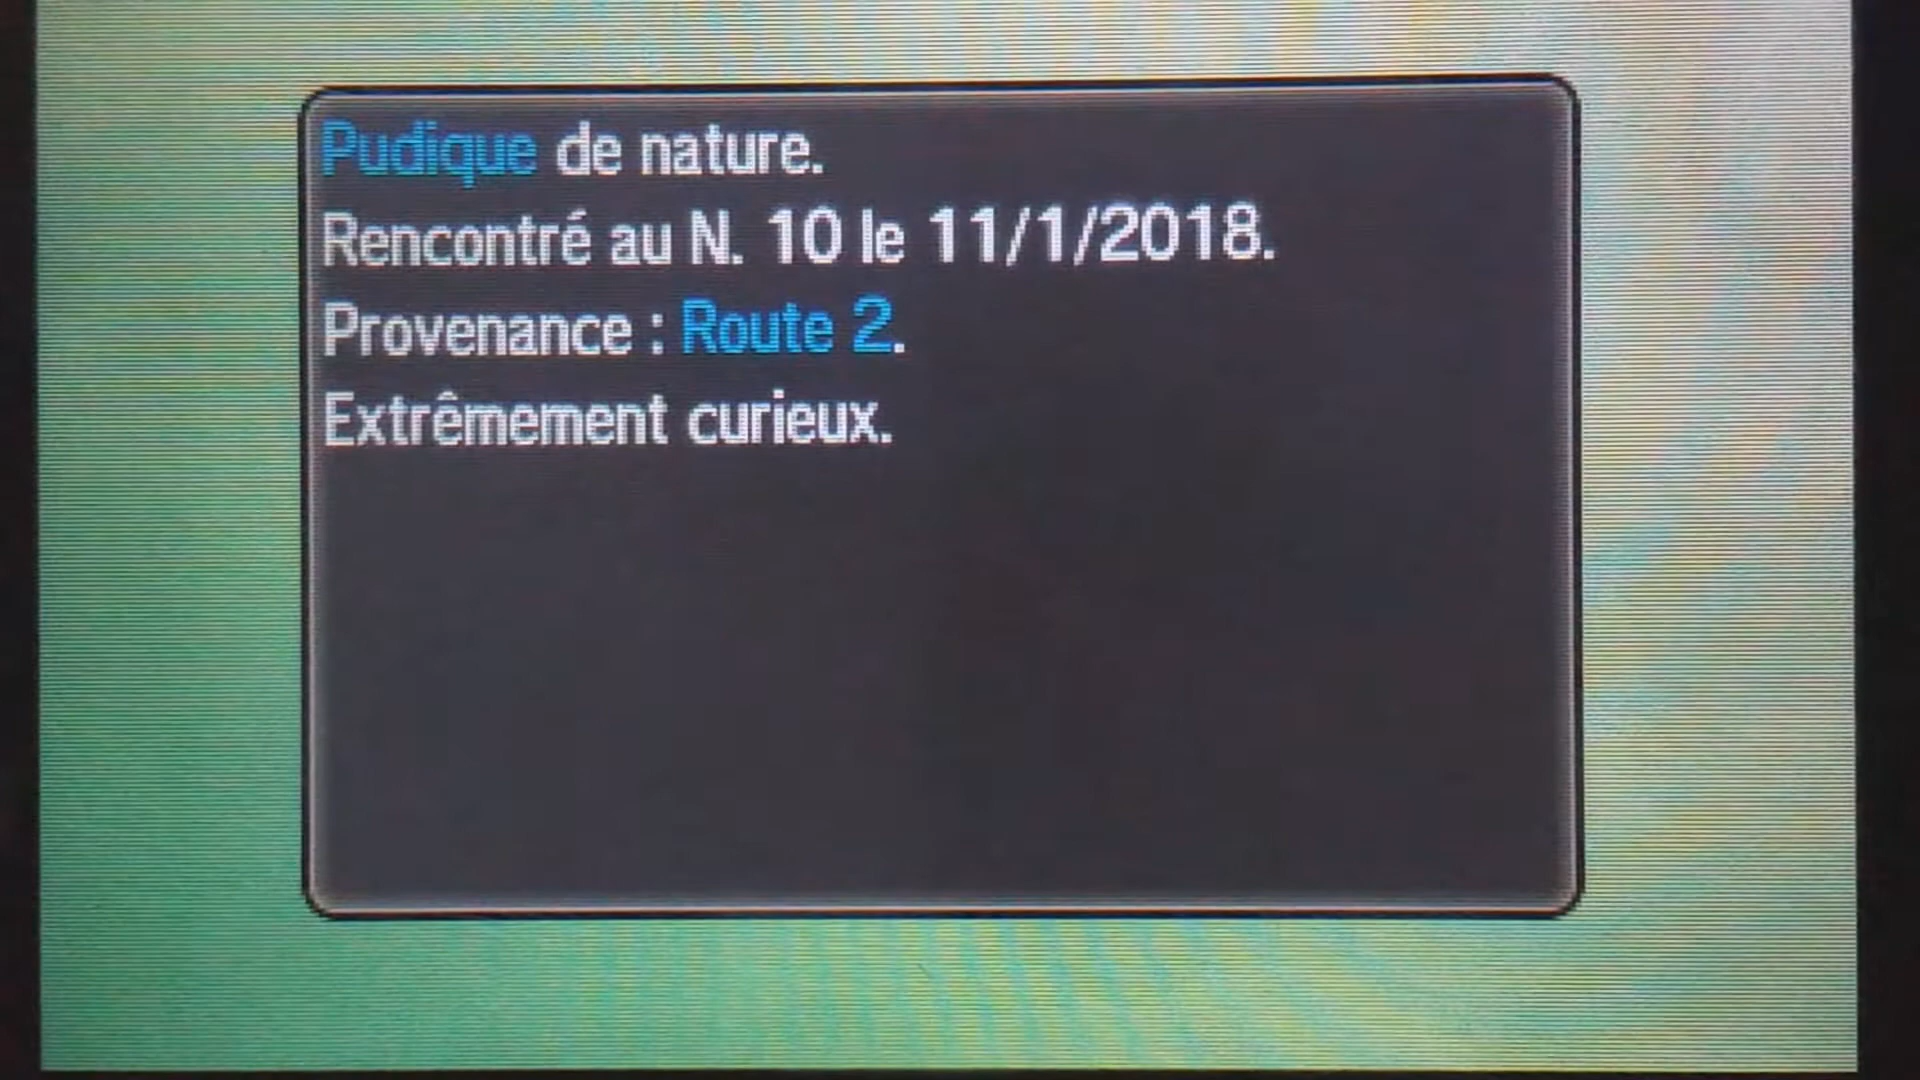 Pudique de nature.
Rencontré au N. 10 le 11/1/2018.
Provenance : Route 2.
Extrêmement curieux.